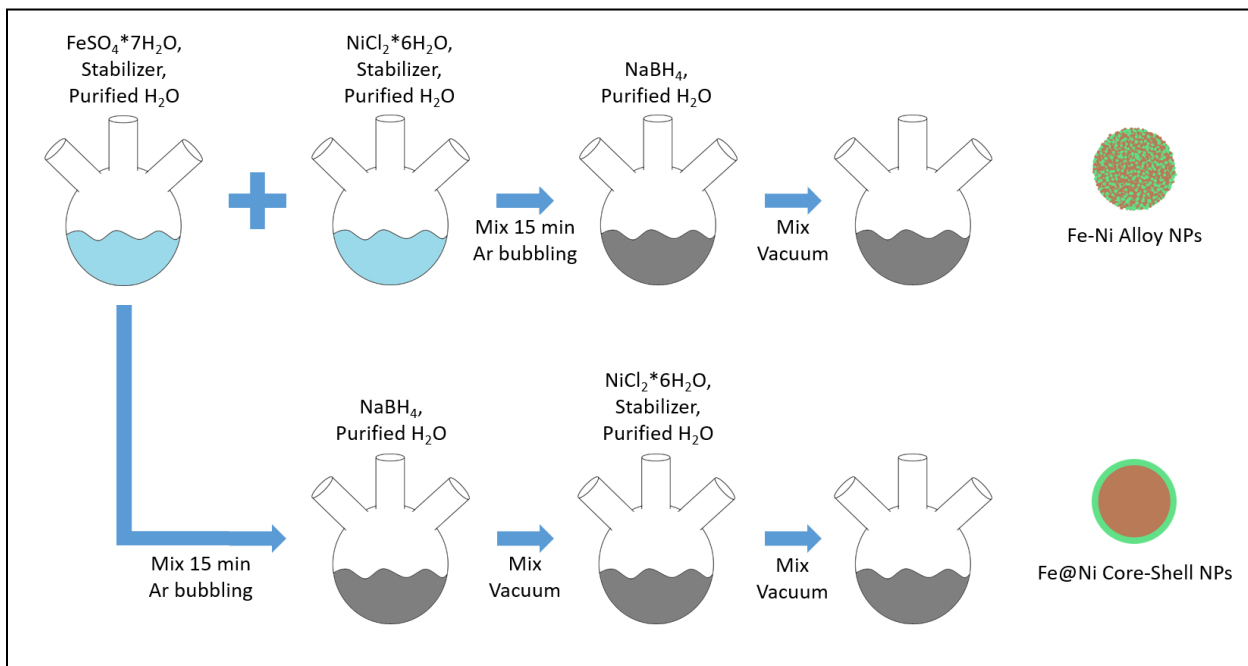 FeSO₄*7H₂O,
Stabilizer,
Purified H₂O
NiCl₂*6H₂O,
Stabilizer,
Purified H₂O
Mix 15 min
Ar bubbling
NaBH₄,
Purified H₂O
Mix
Vacuum
Fe-Ni Alloy NPs
Mix 15 min
Ar bubbling
NaBH₄,
Purified H₂O
Mix
Vacuum
NiCl₂*6H₂O,
Stabilizer,
Purified H₂O
Mix
Vacuum
Fe@Ni Core-Shell NPs